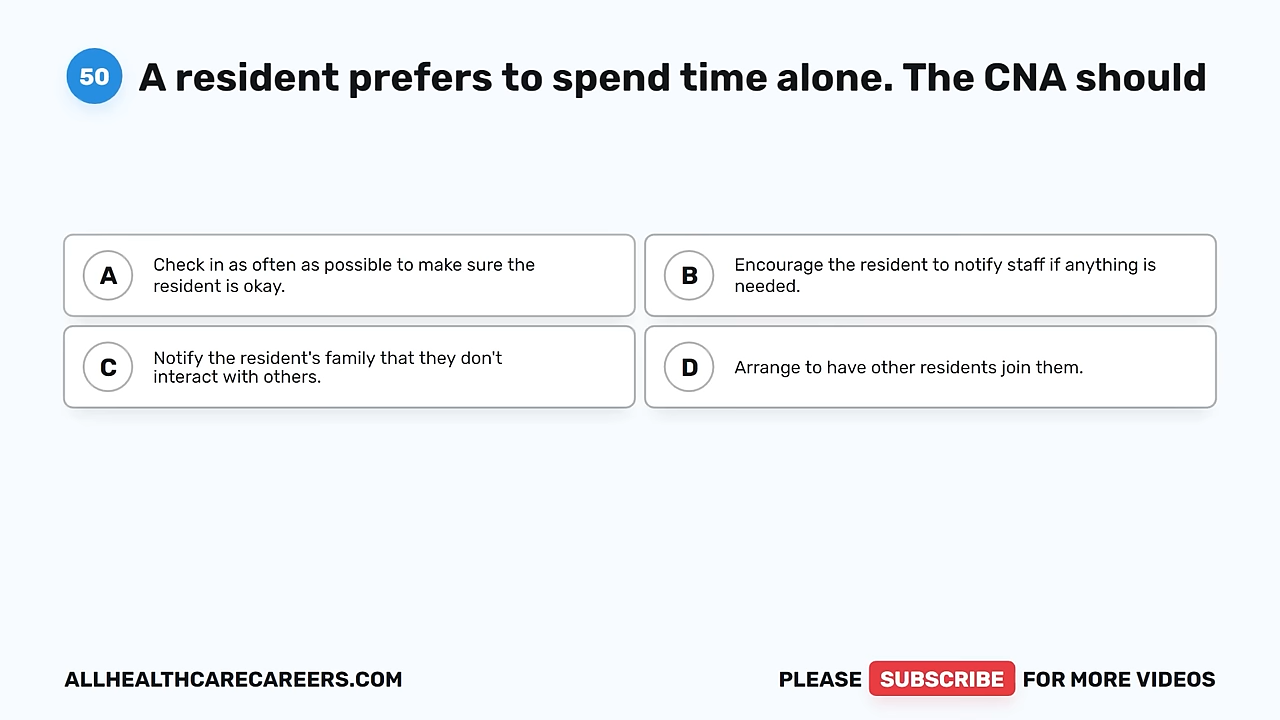 50 A resident prefers to spend time alone. The CNA should
A Check in as often as possible to make sure the
resident is okay.
B Encourage the resident to notify staff if anything is
needed.
C Notify the resident's family that they don't
interact with others.
D Arrange to have other residents join them.
ALLHEALTHCARECAREERS.COM
PLEASE SUBSCRIBE FOR MORE VIDEOS